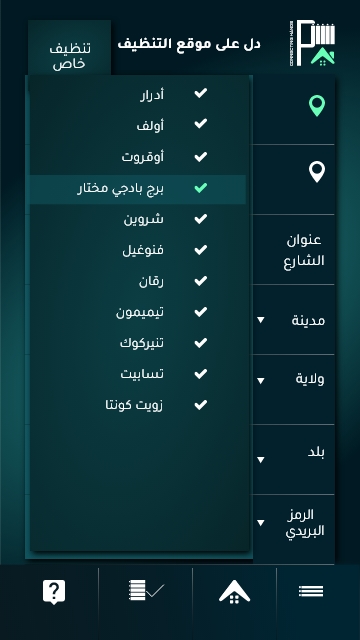 CONNECTING HANDS
دل على موقع التنظيف
تنظيف
خاص
أدرار
أولف
أوقروت
برج بادجي مختار
شروين
فنوغيل
رقان
تيميمون
تنيركوك
تسابيت
زويت كونتا
عنوان
الشارع
مدينة
ولاية
بلد
الرمز
البريدي
?